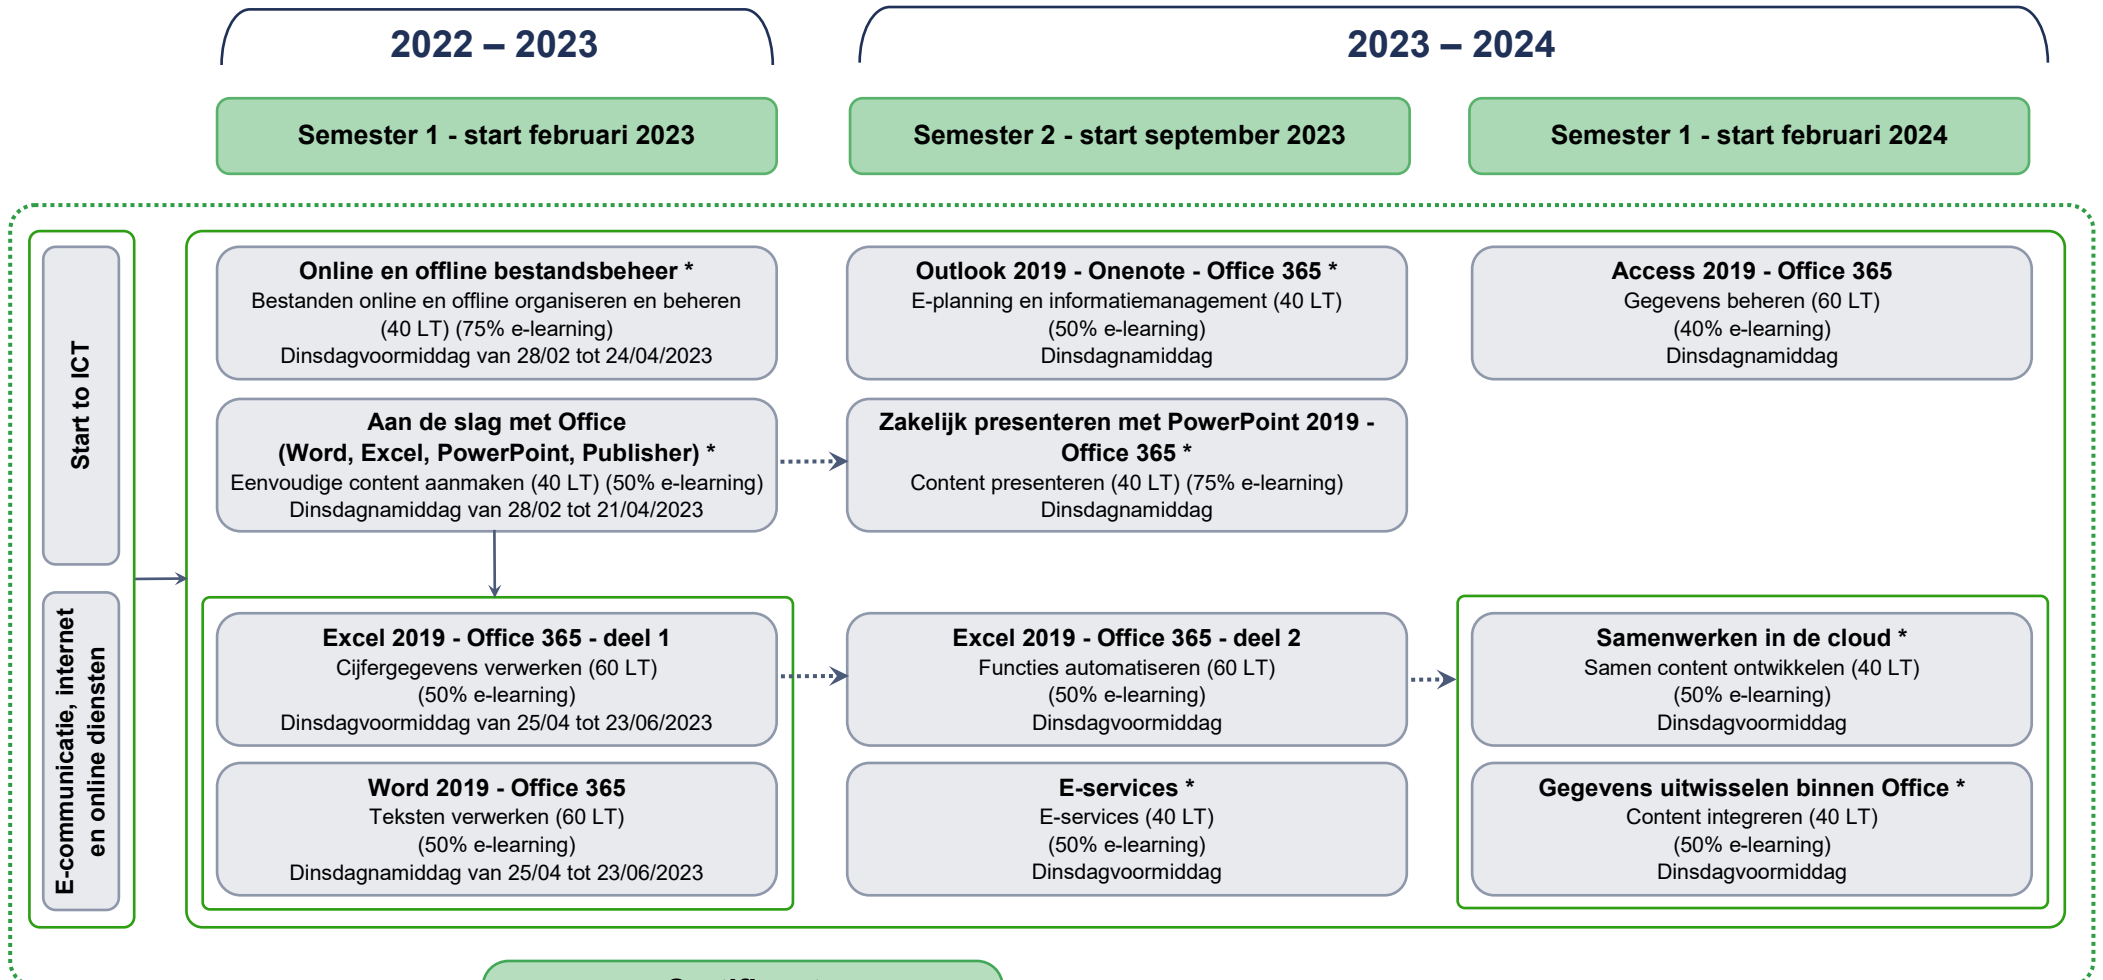 2022 – 2023
2023 – 2024
Semester 1 - start februari 2023
Semester 2 - start september 2023
Semester 1 - start februari 2024
Start to ICT
E-communicatie, internet
en online diensten
Online en offline bestandsbeheer *
Bestanden online en offline organiseren en beheren
(40 LT) (75% e-learning)
Dinsdagvoormiddag van 28/02 tot 24/04/2023
Outlook 2019 - Onenote - Office 365 *
E-planning en informatiemanagement (40 LT)
(50% e-learning)
Dinsdagnamiddag
Access 2019 - Office 365
Gegevens beheren (60 LT)
(40% e-learning)
Dinsdagnamiddag
Aan de slag met Office
(Word, Excel, PowerPoint, Publisher) *
Eenvoudige content aanmaken (40 LT) (50% e-learning)
Dinsdagnamiddag van 28/02 tot 21/04/2023
Zakelijk presenteren met PowerPoint 2019 -
Office 365 *
Content presenteren (40 LT) (75% e-learning)
Dinsdagnamiddag
Excel 2019 - Office 365 - deel 1
Cijfergegevens verwerken (60 LT)
(50% e-learning)
Dinsdagvoormiddag van 25/04 tot 23/06/2023
Excel 2019 - Office 365 - deel 2
Functies automatiseren (60 LT)
(50% e-learning)
Dinsdagvoormiddag
Samenwerken in de cloud *
Samen content ontwikkelen (40 LT)
(50% e-learning)
Dinsdagvoormiddag
Word 2019 - Office 365
Teksten verwerken (60 LT)
(50% e-learning)
Dinsdagnamiddag van 25/04 tot 23/06/2023
E-services *
E-services (40 LT)
(50% e-learning)
Dinsdagvoormiddag
Gegevens uitwisselen binnen Office *
Content integreren (40 LT)
(50% e-learning)
Dinsdagvoormiddag